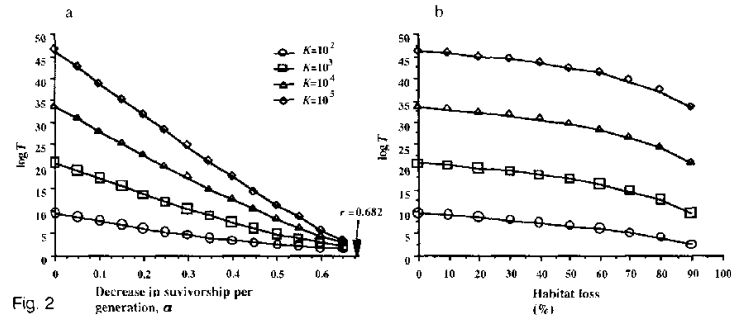 a
50
45
40
35
30
25
20
15
10
5
0
log T
K=10²
K=10³
K=10⁴
K=10⁵
r = 0.682
0 0.1 0.2 0.3 0.4 0.5 0.6
Decrease in suvivorship per
generation, α
Fig. 2
b
50
45
40
35
30
25
20
15
10
5
0
log T
0 10 20 30 40 50 60 70 80 90 100
Habitat loss
(%)